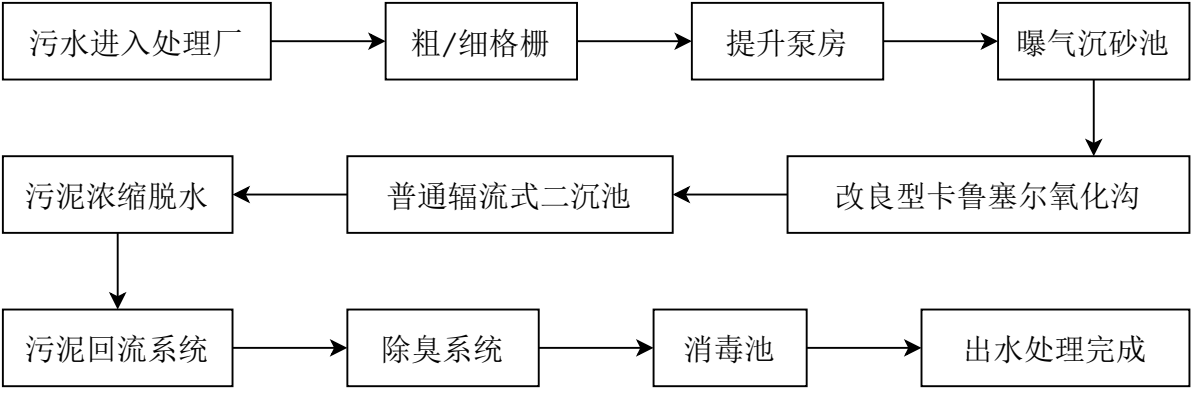 污水进入处理厂
粗/细格栅
提升泵房
曝气沉砂池
改良型卡鲁塞尔氧化沟
普通辐流式二沉池
污泥浓缩脱水
污泥回流系统
除臭系统
消毒池
出水处理完成